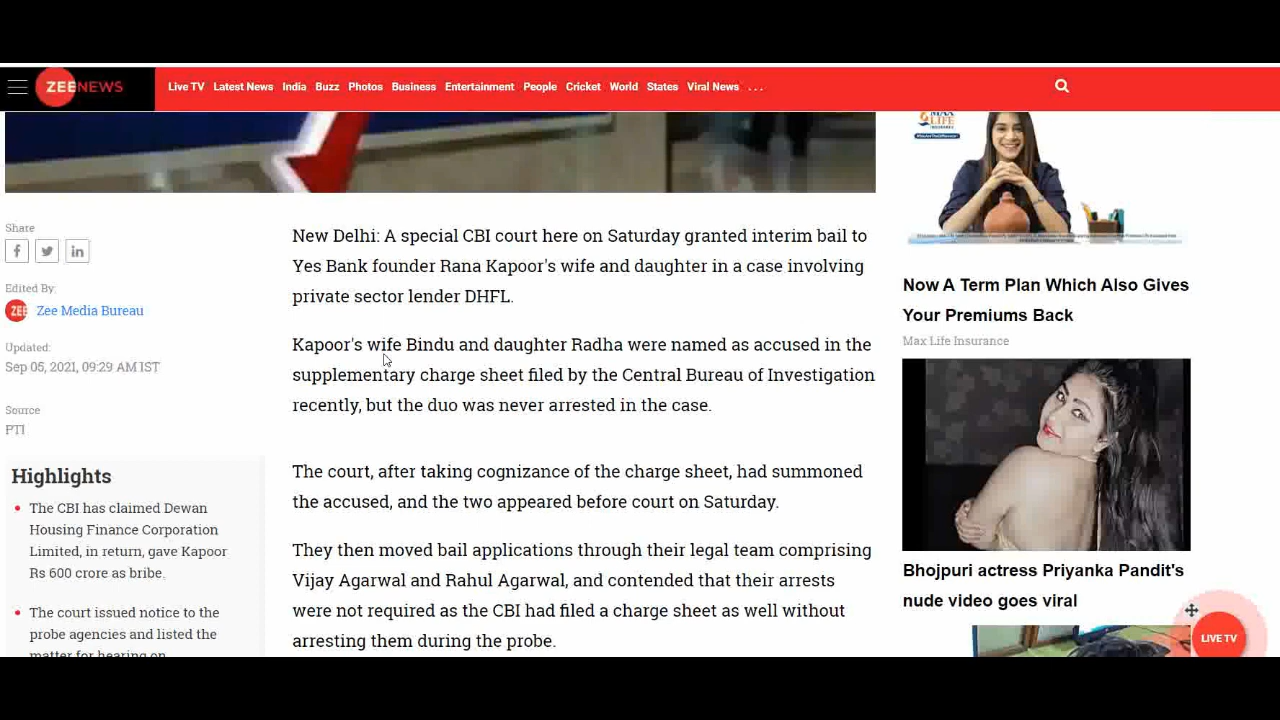 ZEENEWS
Live TV Latest News India Buzz Photos Business Entertainment People Cricket World States Viral News . . .
MAX
LIFE
Share
Edited By:
ZEE Zee Media Bureau
Updated:
Sep 05, 2021, 09:29 AM IST
Source
PTI
Highlights
The CBI has claimed Dewan
Housing Finance Corporation
Limited, in return, gave Kapoor
Rs 600 crore as bribe.
The court issued notice to the
probe agencies and listed the
matter for hearing on
New Delhi: A special CBI court here on Saturday granted interim bail to
Yes Bank founder Rana Kapoor's wife and daughter in a case involving
private sector lender DHFL.
Kapoor's wife Bindu and daughter Radha were named as accused in the
supplementary charge sheet filed by the Central Bureau of Investigation
recently, but the duo was never arrested in the case.
The court, after taking cognizance of the charge sheet, had summoned
the accused, and the two appeared before court on Saturday.
They then moved bail applications through their legal team comprising
Vijay Agarwal and Rahul Agarwal, and contended that their arrests
were not required as the CBI had filed a charge sheet as well without
arresting them during the probe.
Now A Term Plan Which Also Gives
Your Premiums Back
Max Life Insurance
Bhojpuri actress Priyanka Pandit's
nude video goes viral
LIVE TV